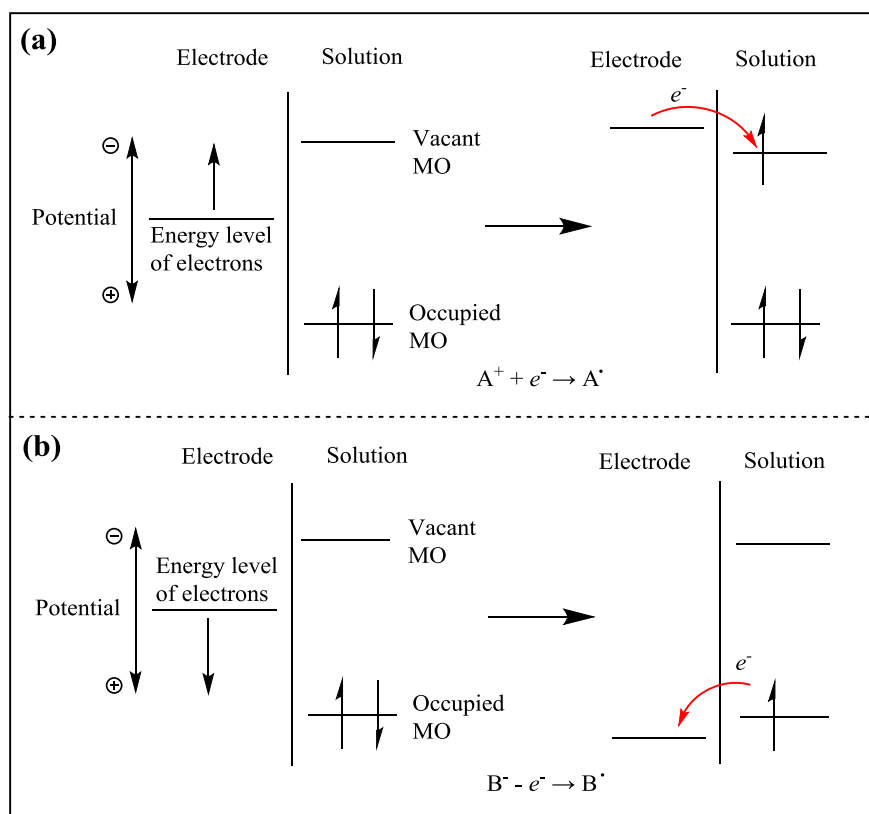 (a)
Electrode Solution Electrode Solution
e⁻
⊖ Vacant
MO
Potential
Energy level
of electrons
⊕ Occupied
MO
A⁺ + e⁻ → A˙
(b)
Electrode Solution Electrode Solution
⊖ Vacant
MO
Energy level
of electrons
Potential
e⁻
⊕ Occupied
MO
B⁻ - e⁻ → B˙